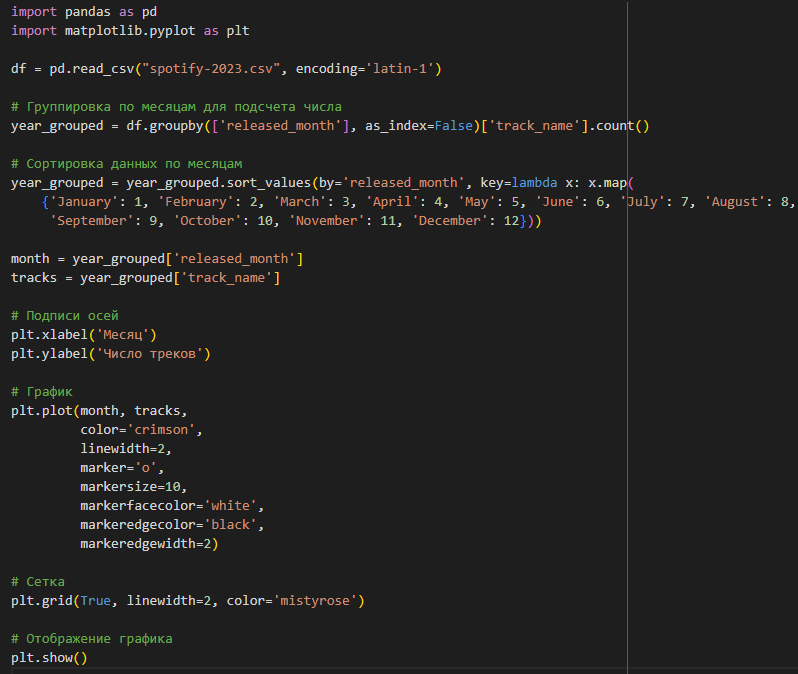 import pandas as pd
import matplotlib.pyplot as plt

df = pd.read_csv("spotify-2023.csv", encoding='latin-1')

# Группировка по месяцам для подсчета числа
year_grouped = df.groupby(['released_month'], as_index=False)['track_name'].count()

# Сортировка данных по месяцам
year_grouped = year_grouped.sort_values(by='released_month', key=lambda x: x.map(
    {'January': 1, 'February': 2, 'March': 3, 'April': 4, 'May': 5, 'June': 6, 'July': 7, 'August': 8,
     'September': 9, 'October': 10, 'November': 11, 'December': 12}))

month = year_grouped['released_month']
tracks = year_grouped['track_name']

# Подписи осей
plt.xlabel('Месяц')
plt.ylabel('Число треков')

# График
plt.plot(month, tracks,
         color='crimson',
         linewidth=2,
         marker='o',
         markersize=10,
         markerfacecolor='white',
         markeredgecolor='black',
         markeredgewidth=2)

# Сетка
plt.grid(True, linewidth=2, color='mistyrose')

# Отображение графика
plt.show()